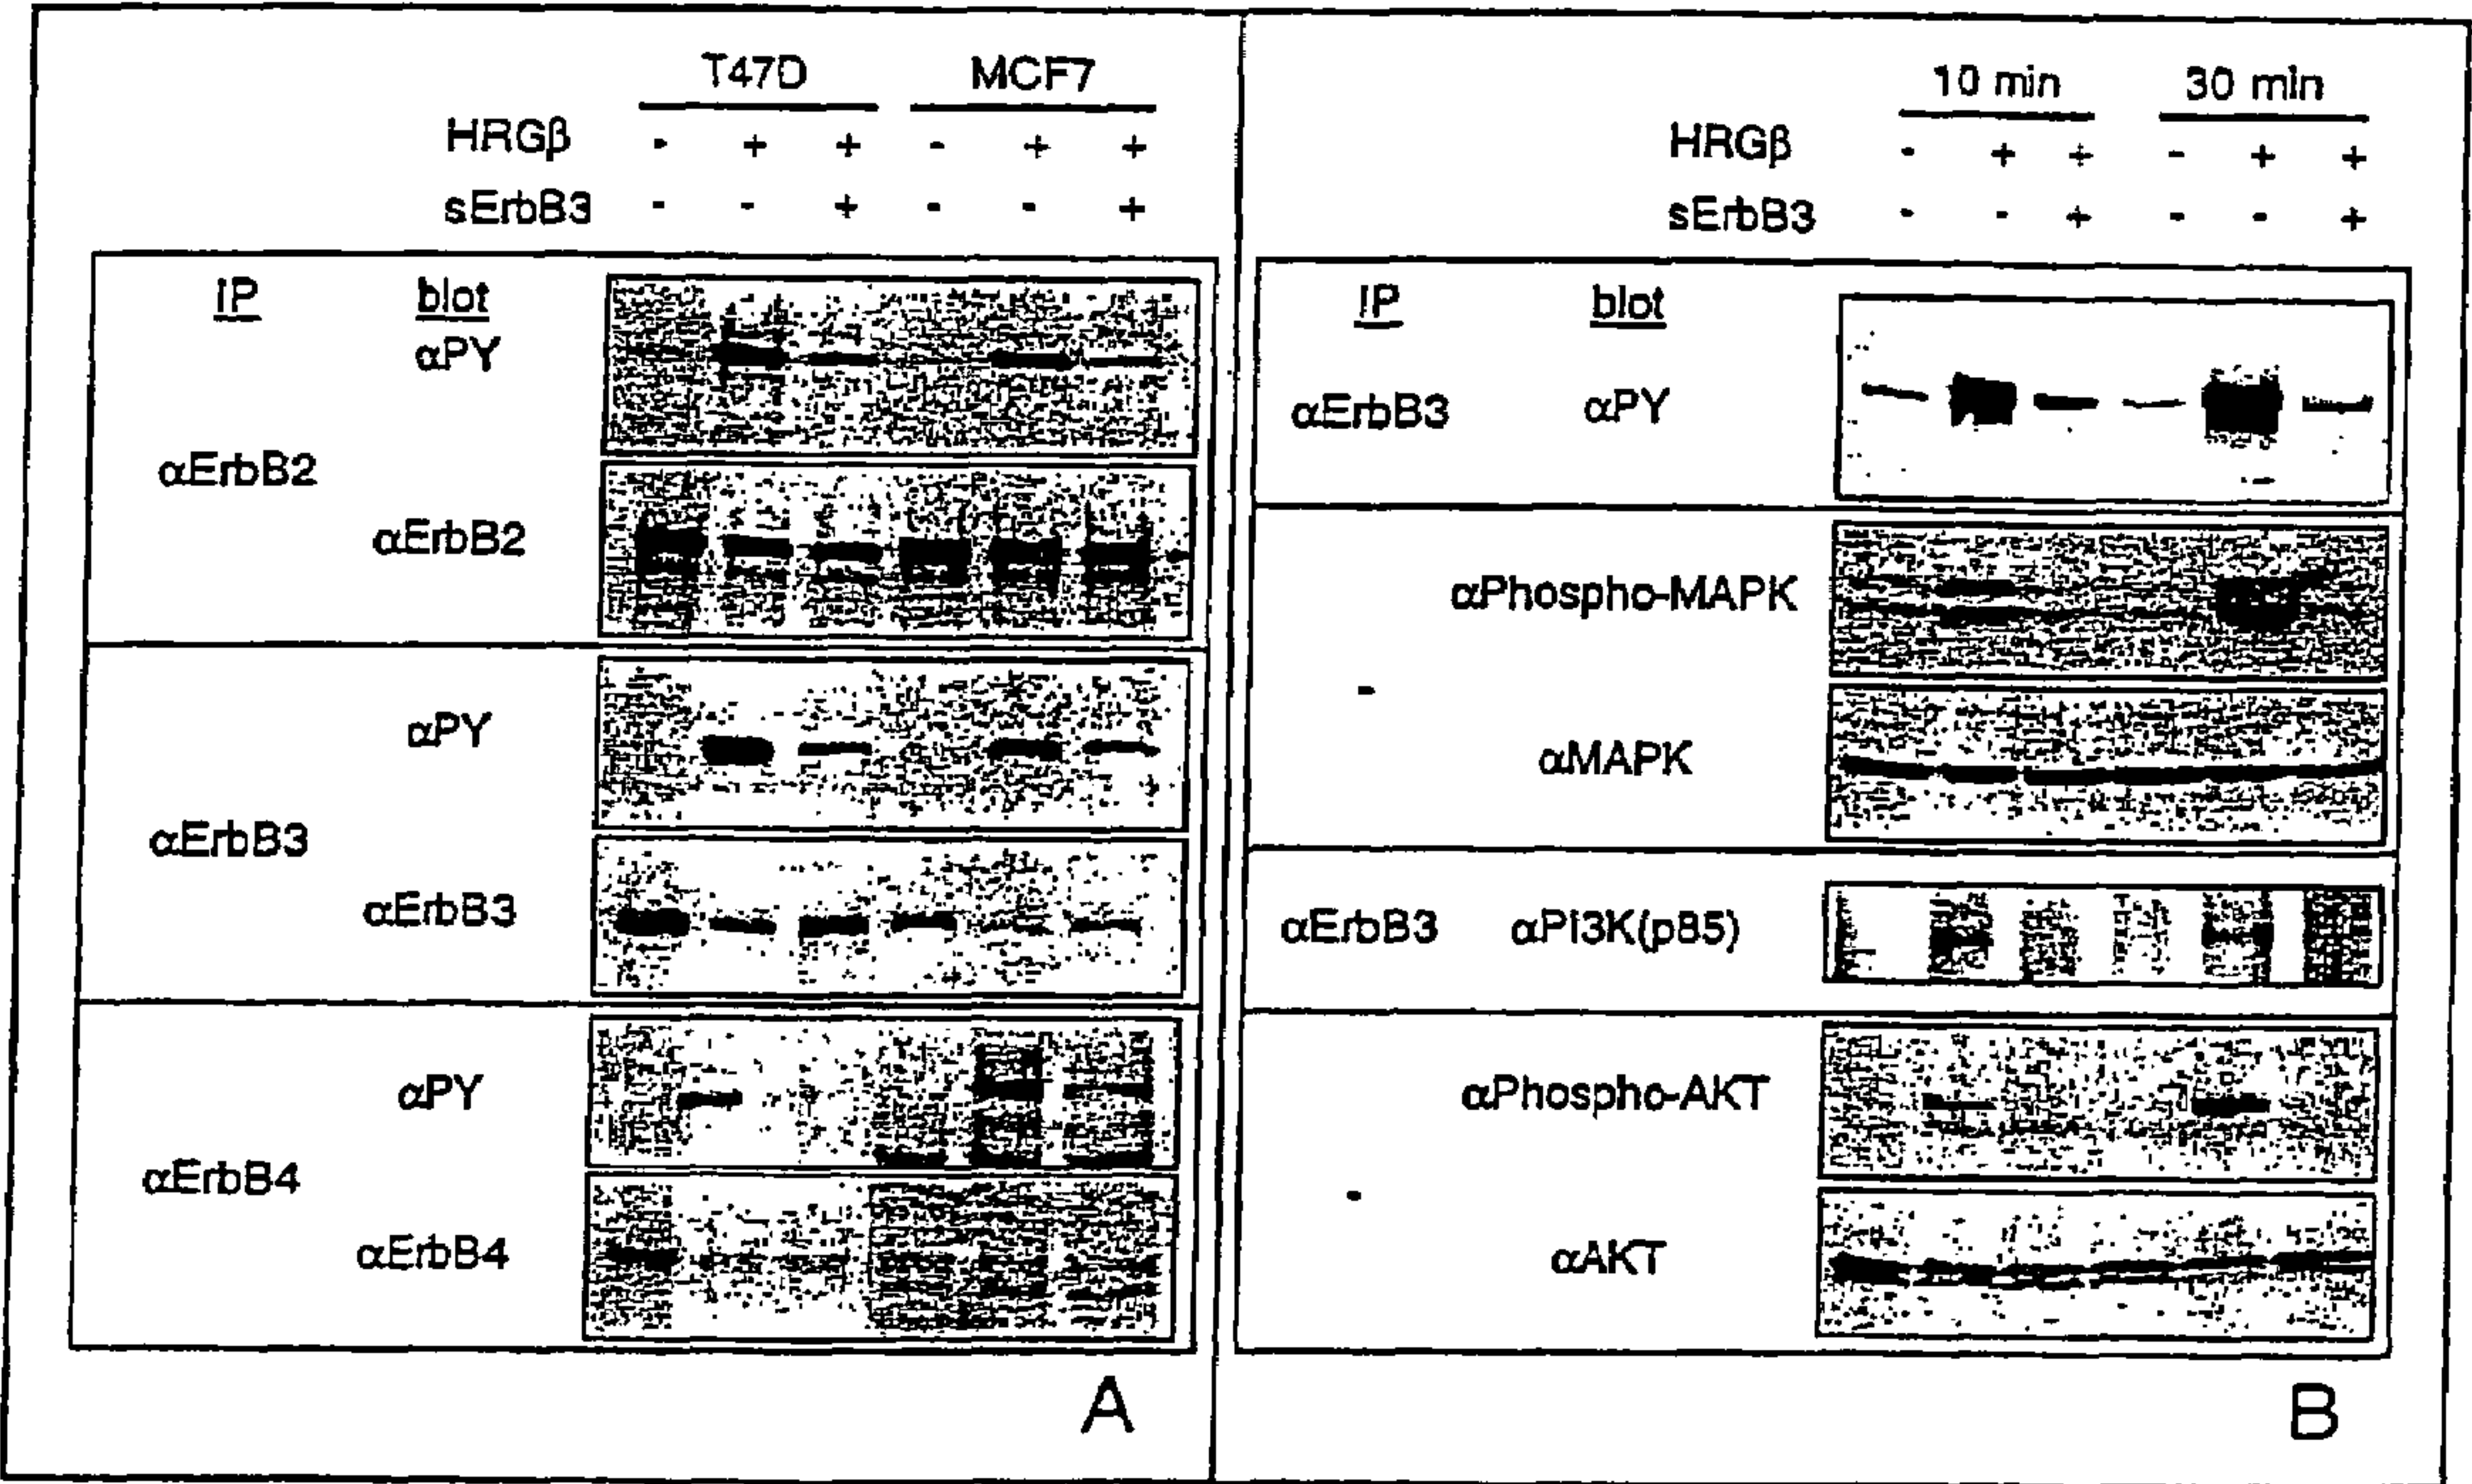 T47D MCF7
HRGβ - + + - + +
sErbB3 - - + - - +
IP blot
αPY
αErbB2
αErbB2
αPY
αErbB3
αErbB3
αPY
αErbB4
αErbB4
A
10 min 30 min
HRGβ - + + - + +
sErbB3 - - + - - +
IP blot
αErbB3 αPY
αPhospho-MAPK
-
αMAPK
αErbB3 αPI3K(p85)
αPhospho-AKT
-
αAKT
B